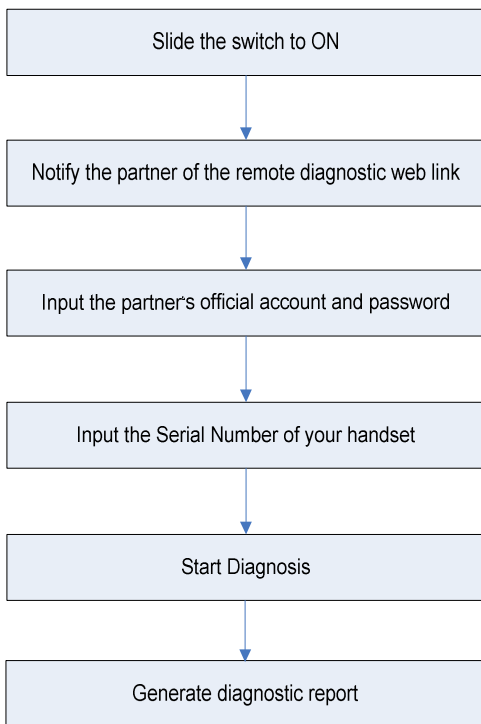 Slide the switch to ON
Notify the partner of the remote diagnostic web link
Input the partner's official account and password
Input the Serial Number of your handset
Start Diagnosis
Generate diagnostic report